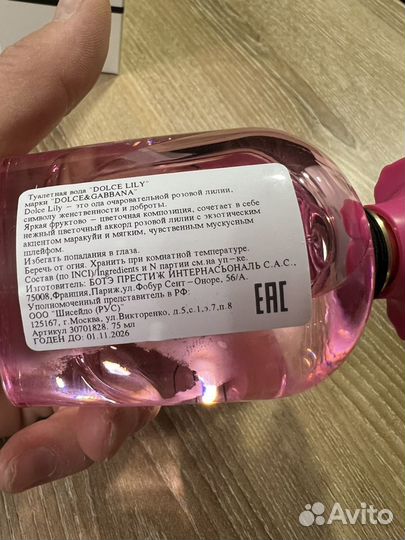 Туалетная вода "DOLCE LILY"
марки "DOLCE&GABBANA"
Dolce Lily — это ода очаровательной розовой лилии,
символу женственности и доброты.
Яркая фруктово – цветочная композиция, сочетает в себе
нежный цветочный аккорд розовой лилии с экзотическим
акцентом маракуйи и мягким, чувственным мускусным
шлейфом.
Избегать попадания в глаза.
Беречь от огня. Хранить при комнатной температуре.
Состав (по INCI)/Ingredients и N партии см.на уп-ке.
Изготовитель: БОТЭ ПРЕСТИЖ ИНТЕРНАСЬОНАЛЬ С.А.С.,
75008,Франция,Париж,ул.Фобур Сент – Оноре, 56/А.
Уполномоченный представитель в РФ:
ООО "Шисейдо (РУС)"
125167, г.Москва, ул.Викторенко, д.5,с.1,э.7,п.8
Артикул 30701828. 75 мл
ГОДЕН ДО: 01.11.2026
EAC
Avito